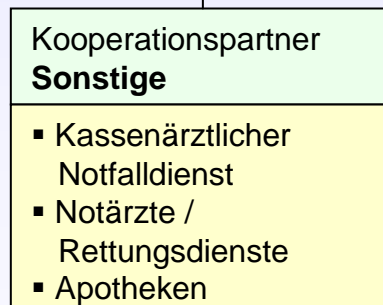 Kooperationspartner
Sonstige
▪ Kassenärztlicher
Notfalldienst
▪ Notärzte /
Rettungsdienste
▪ Apotheken